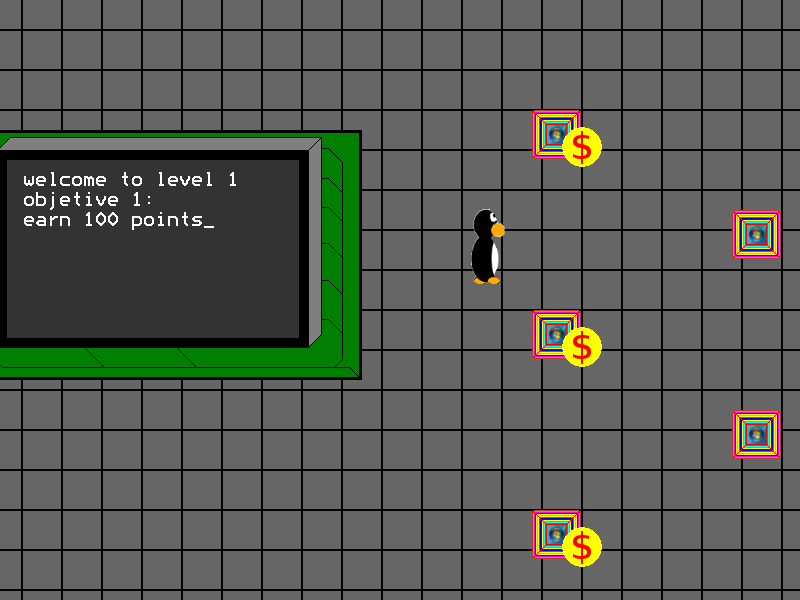 welcome to level 1
objetive 1:
earn 100 points_
$
$
$